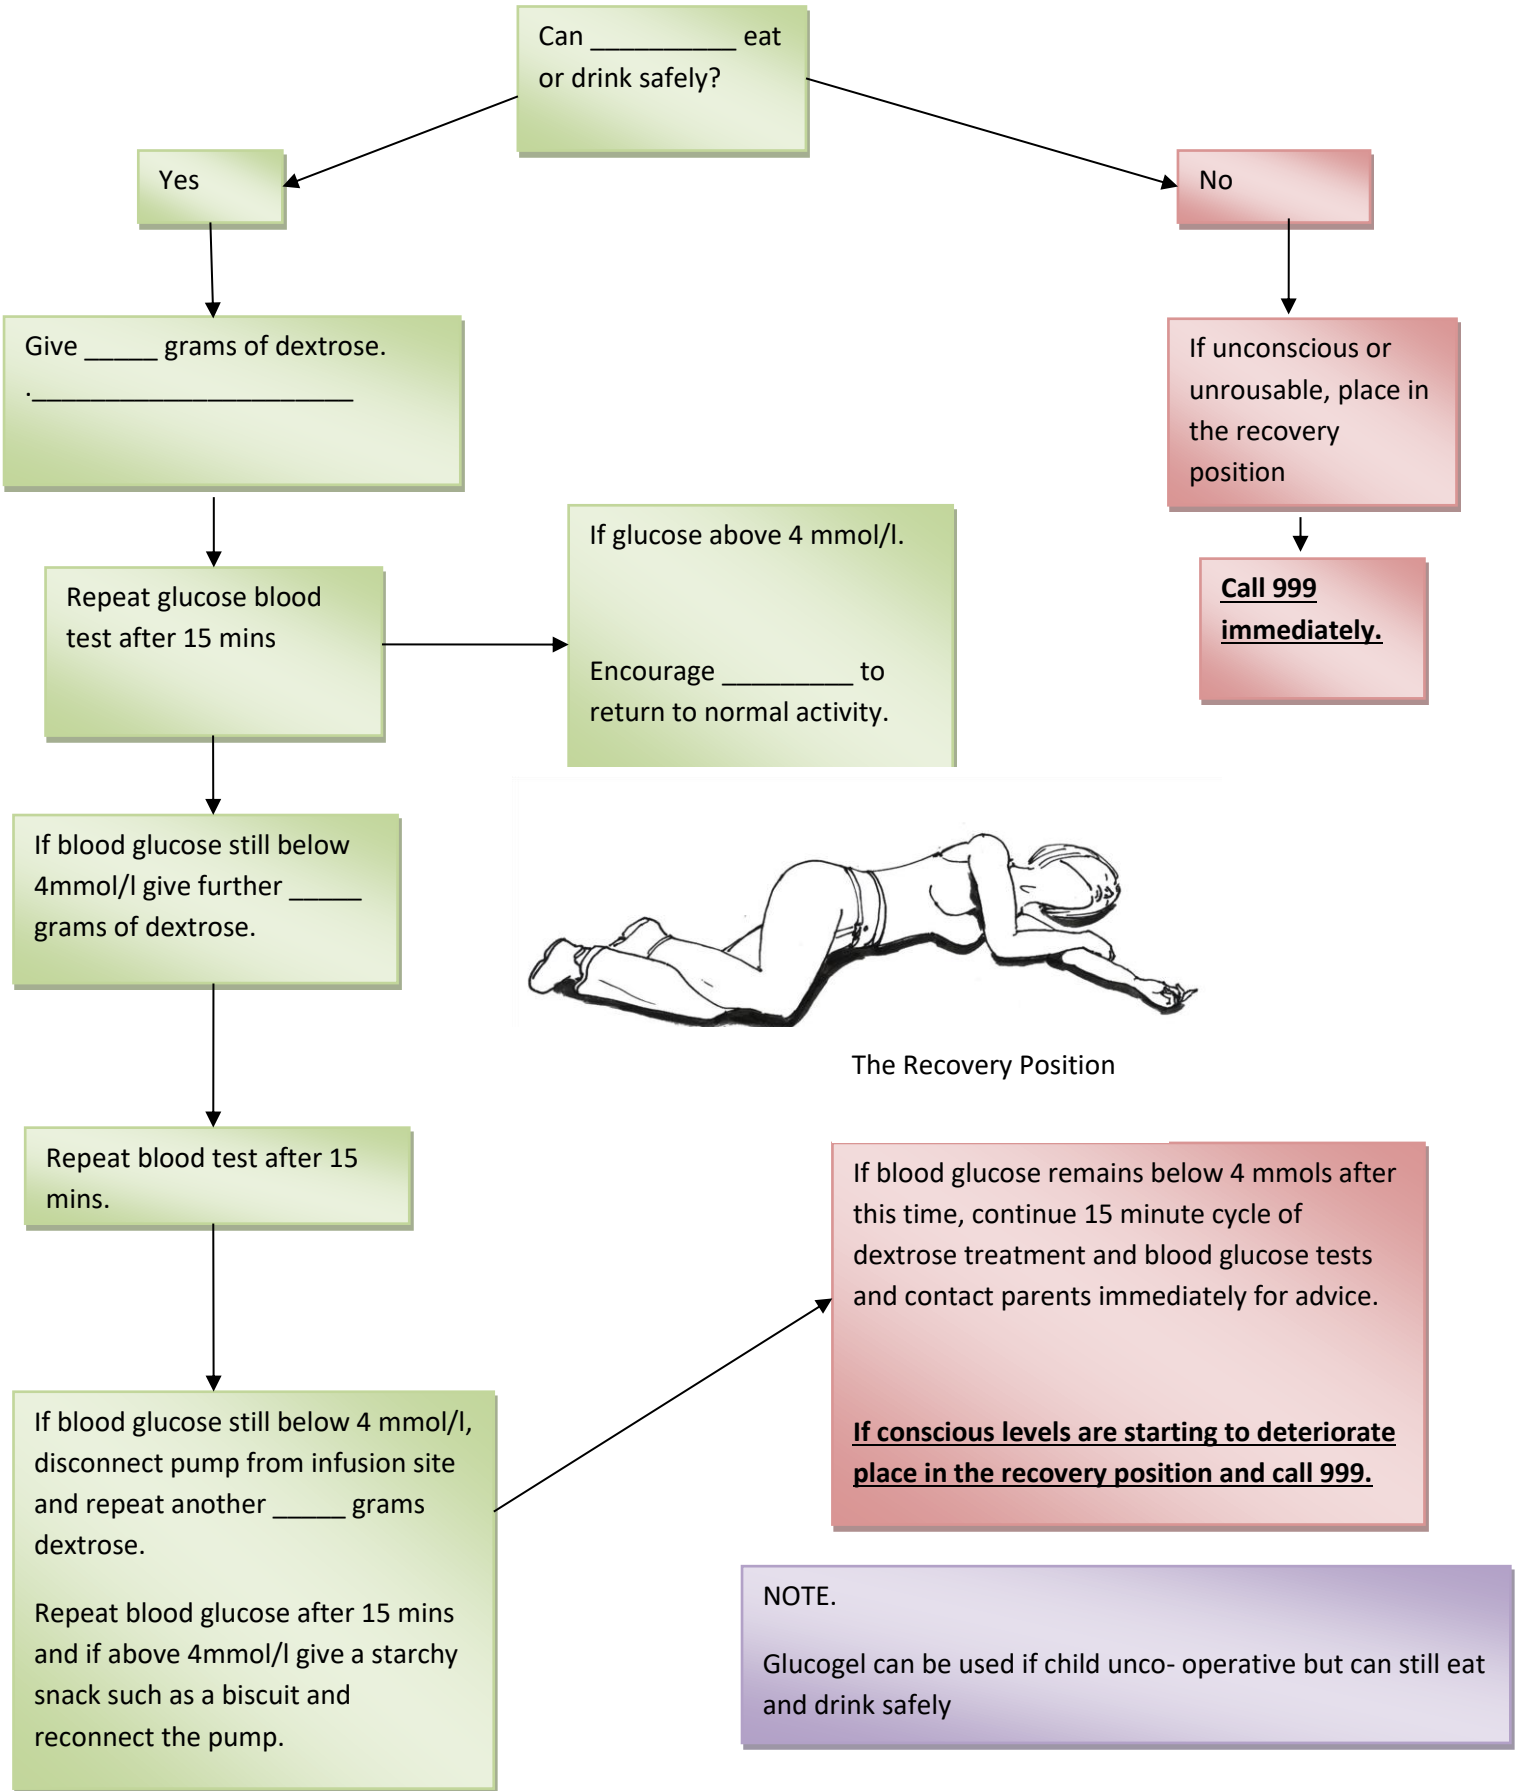 Can __________ eat
or drink safely?
Yes
No
Give _____ grams of dextrose.
.______________________
If unconscious or
unrousable, place in
the recovery
position
If glucose above 4 mmol/l.
Encourage _________ to
return to normal activity.
Repeat glucose blood
test after 15 mins
Call 999
immediately.
If blood glucose still below
4mmol/l give further _____
grams of dextrose.
The Recovery Position
Repeat blood test after 15
mins.
If blood glucose remains below 4 mmols after
this time, continue 15 minute cycle of
dextrose treatment and blood glucose tests
and contact parents immediately for advice.
If conscious levels are starting to deteriorate
place in the recovery position and call 999.
If blood glucose still below 4 mmol/l,
disconnect pump from infusion site
and repeat another _____ grams
dextrose.
Repeat blood glucose after 15 mins
and if above 4mmol/l give a starchy
snack such as a biscuit and
reconnect the pump.
NOTE.
Glucogel can be used if child unco- operative but can still eat
and drink safely